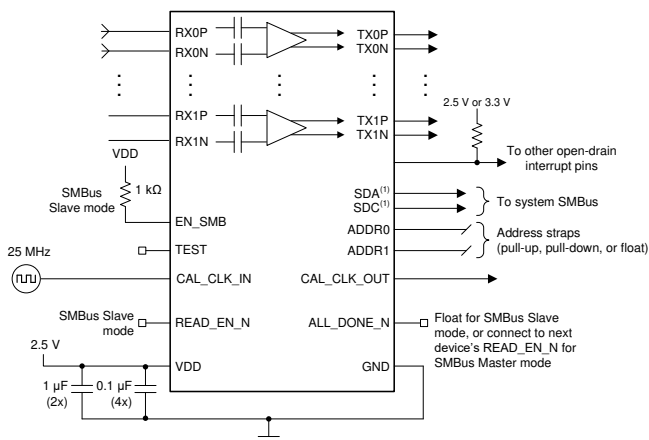 RX0P
TX0P
RX0N
TX0N
RX1P
TX1P
RX1N
TX1N
2.5 V or 3.3 V
To other open-drain
interrupt pins
VDD
SMBus
Slave mode
1 kΩ
EN_SMB
SDA(1)
SDC(1)
To system SMBus
ADDR0
ADDR1
Address straps
(pull-up, pull-down, or float)
TEST
25 MHz
CAL_CLK_IN
CAL_CLK_OUT
SMBus Slave
mode
READ_EN_N
ALL_DONE_N
Float for SMBus Slave
mode, or connect to next
device's READ_EN_N for
SMBus Master mode
2.5 V
VDD
GND
1 μF
(2x)
0.1 μF
(4x)